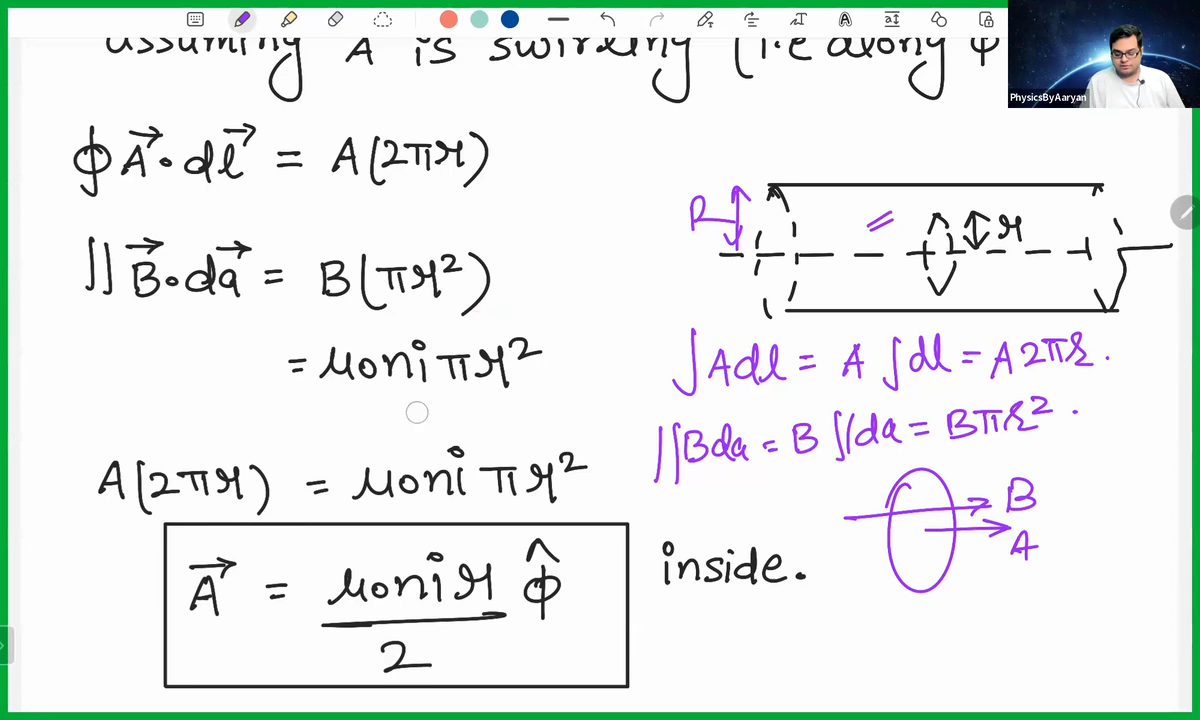 assuming A is swirling (i.e along ϕ
PhysicsByAaryan
∮ A⃗ • dl⃗ = A(2πr)
∬ B⃗ • da⃗ = B(πr²)
= μ₀niπr²
A(2πr) = μ₀niπr²
A⃗ = μ₀nir/2 ϕ̂ inside.
R
r
∫Adl = A ∫dl = A2πr.
∬Bda = B∬da = Bπr².
B
A